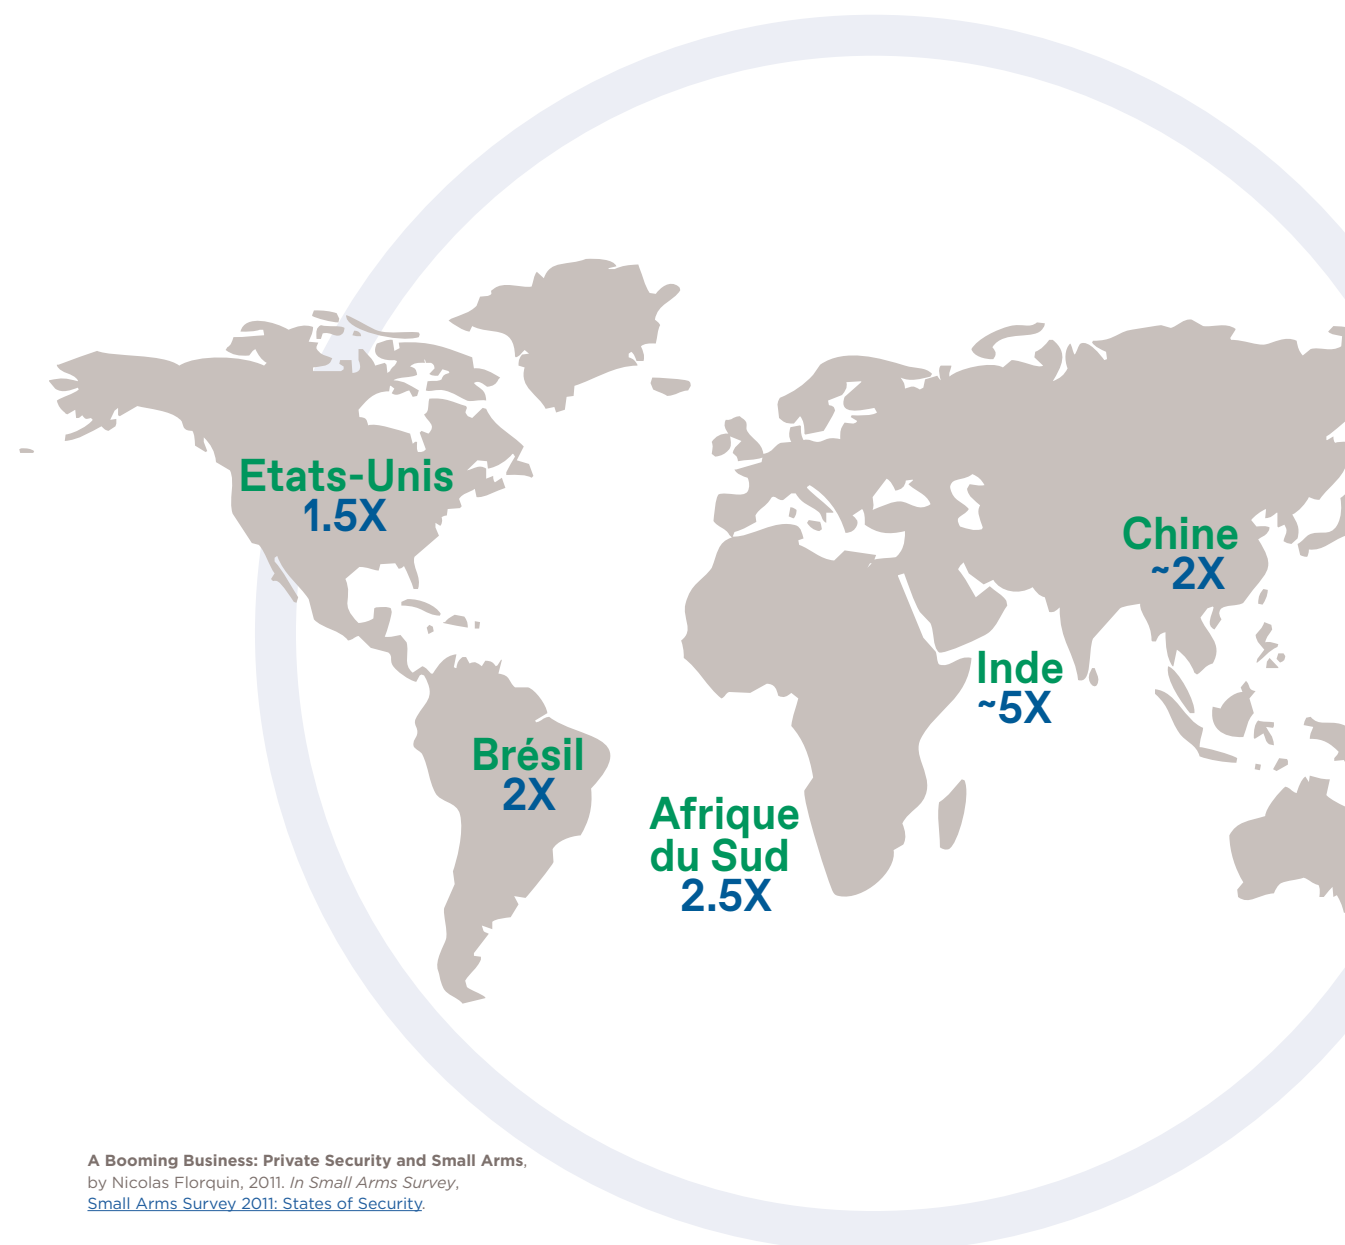 Etats-Unis
1.5X
Chine
~2X
Inde
~5X
Brésil
2X
Afrique
du Sud
2.5X
A Booming Business: Private Security and Small Arms,
by Nicolas Florquin, 2011. In Small Arms Survey,
Small Arms Survey 2011: States of Security.